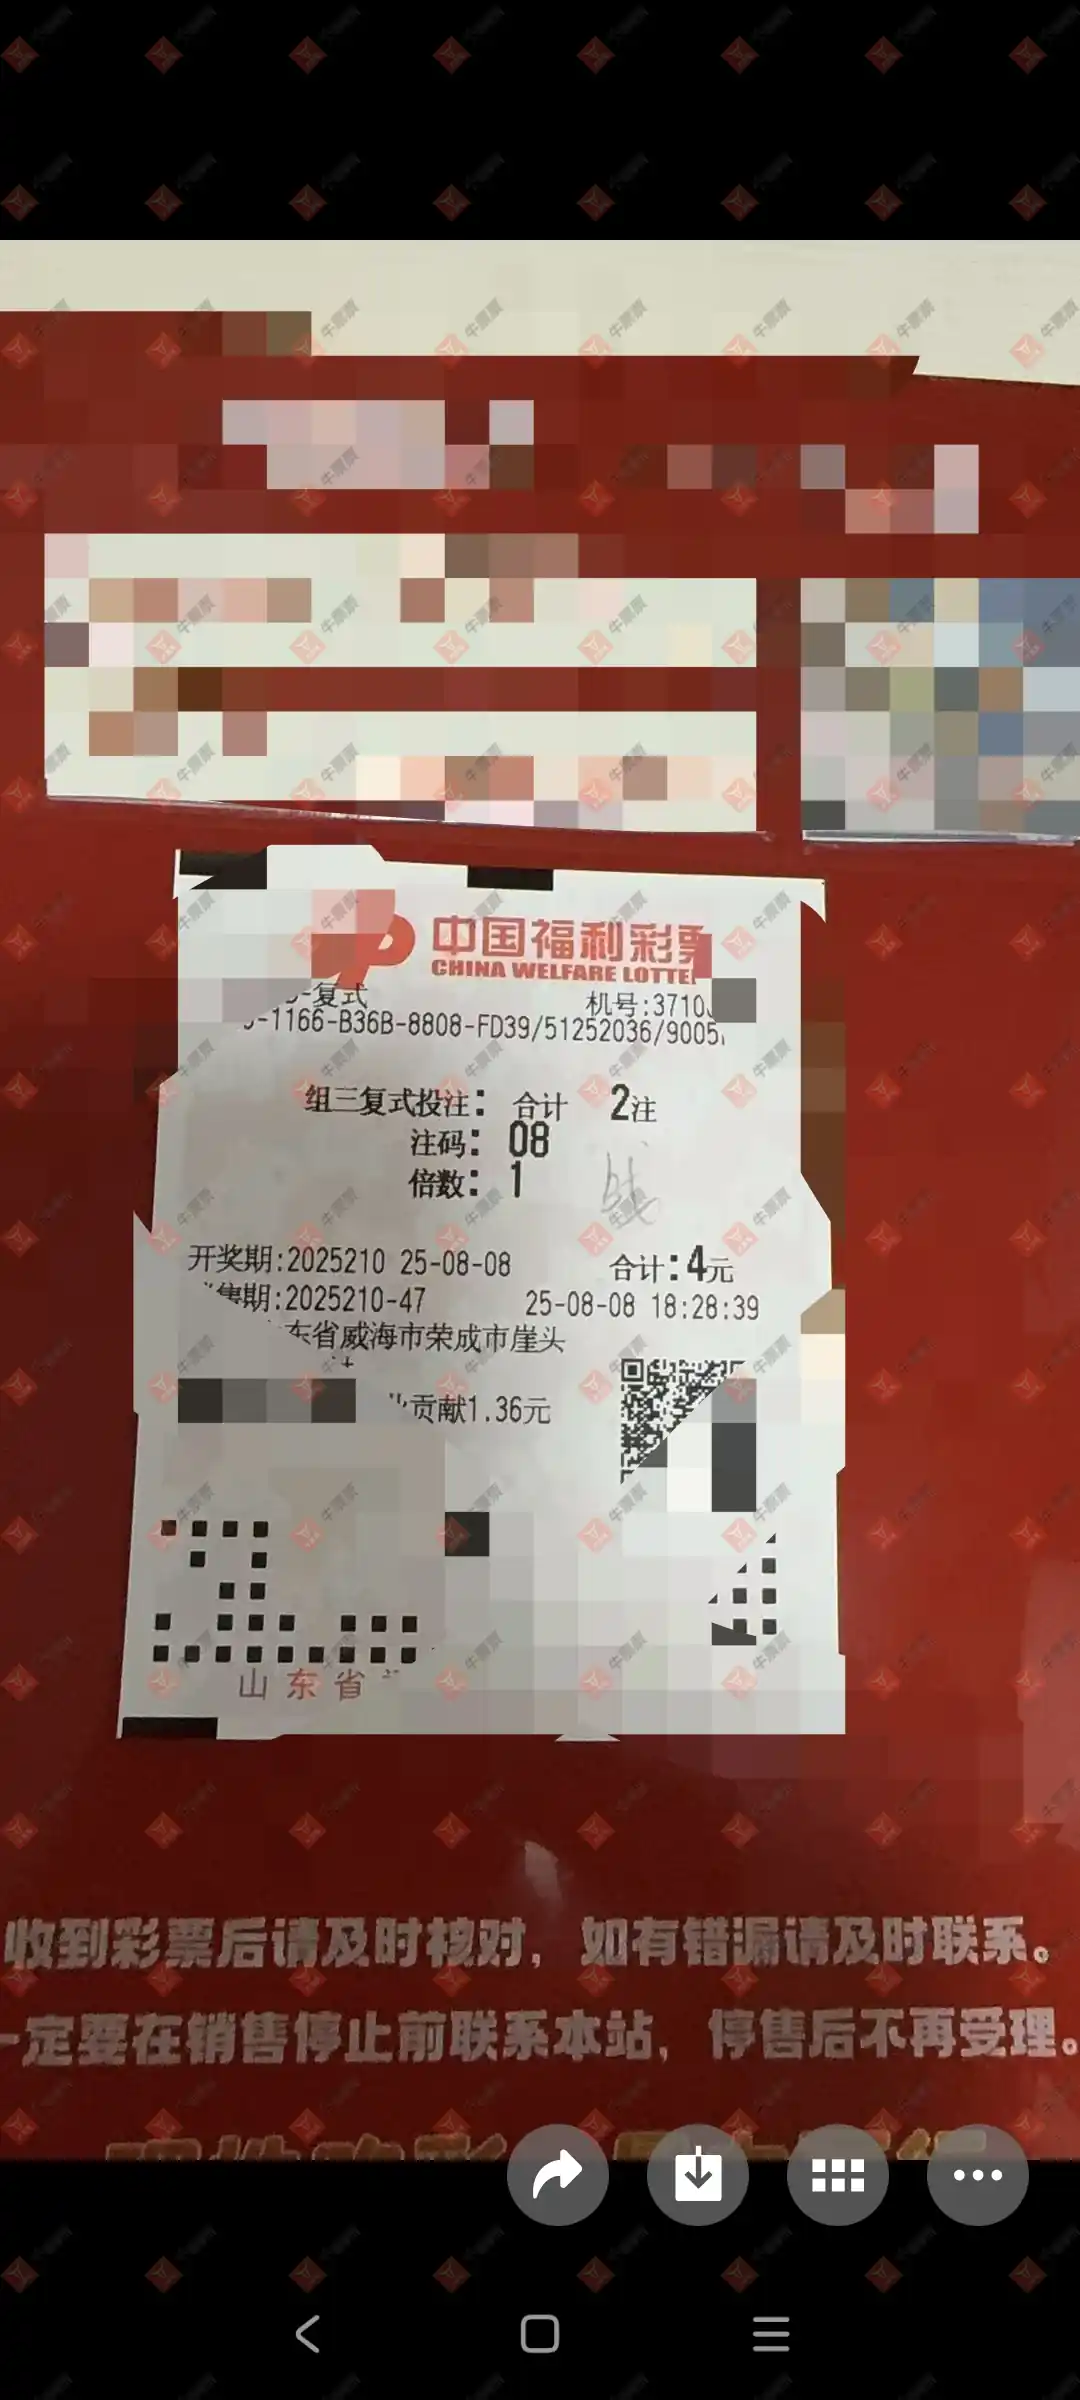 中国福利彩票
CHINA WELFARE LOTTE
-复式
机号:3710
-1166-B36B-8808-FD39/51252036/9005
组三复式投注: 合计 2注
注码: 08
倍数: 1
开奖期:2025210 25-08-08 合计:4元
售期:2025210-47 25-08-08 18:28:39
东省威海市荣成市崖头
贡献1.36元
山东省
收到彩票后请及时核对，如有错漏请及时联系。
一定要在销售停止前联系本站，停售后不再受理。
牛票票